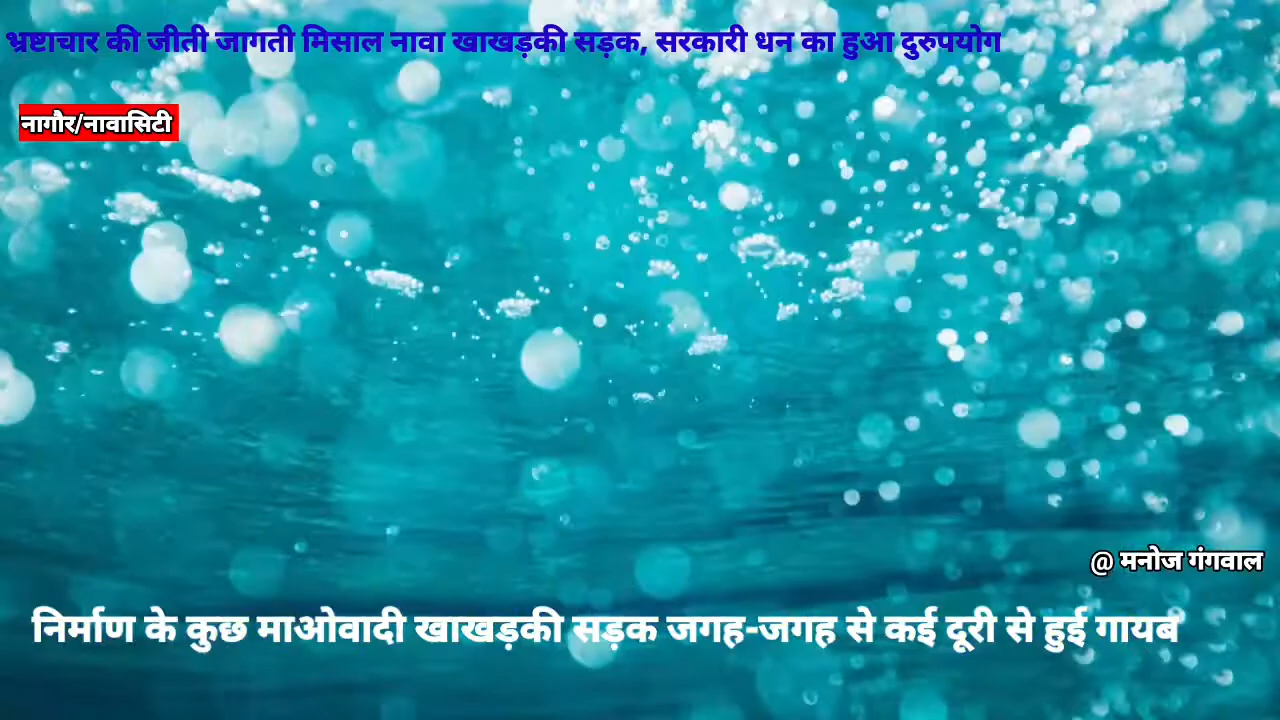 भ्रष्टाचार की जीती जागती मिसाल नावा खाखड़की सड़क, सरकारी धन का हुआ दुरुपयोग
नागौर/नावासिटी
@ मनोज गंगवाल
निर्माण के कुछ माओवादी खाखड़की सड़क जगह-जगह से कई दूरी से हुई गायब